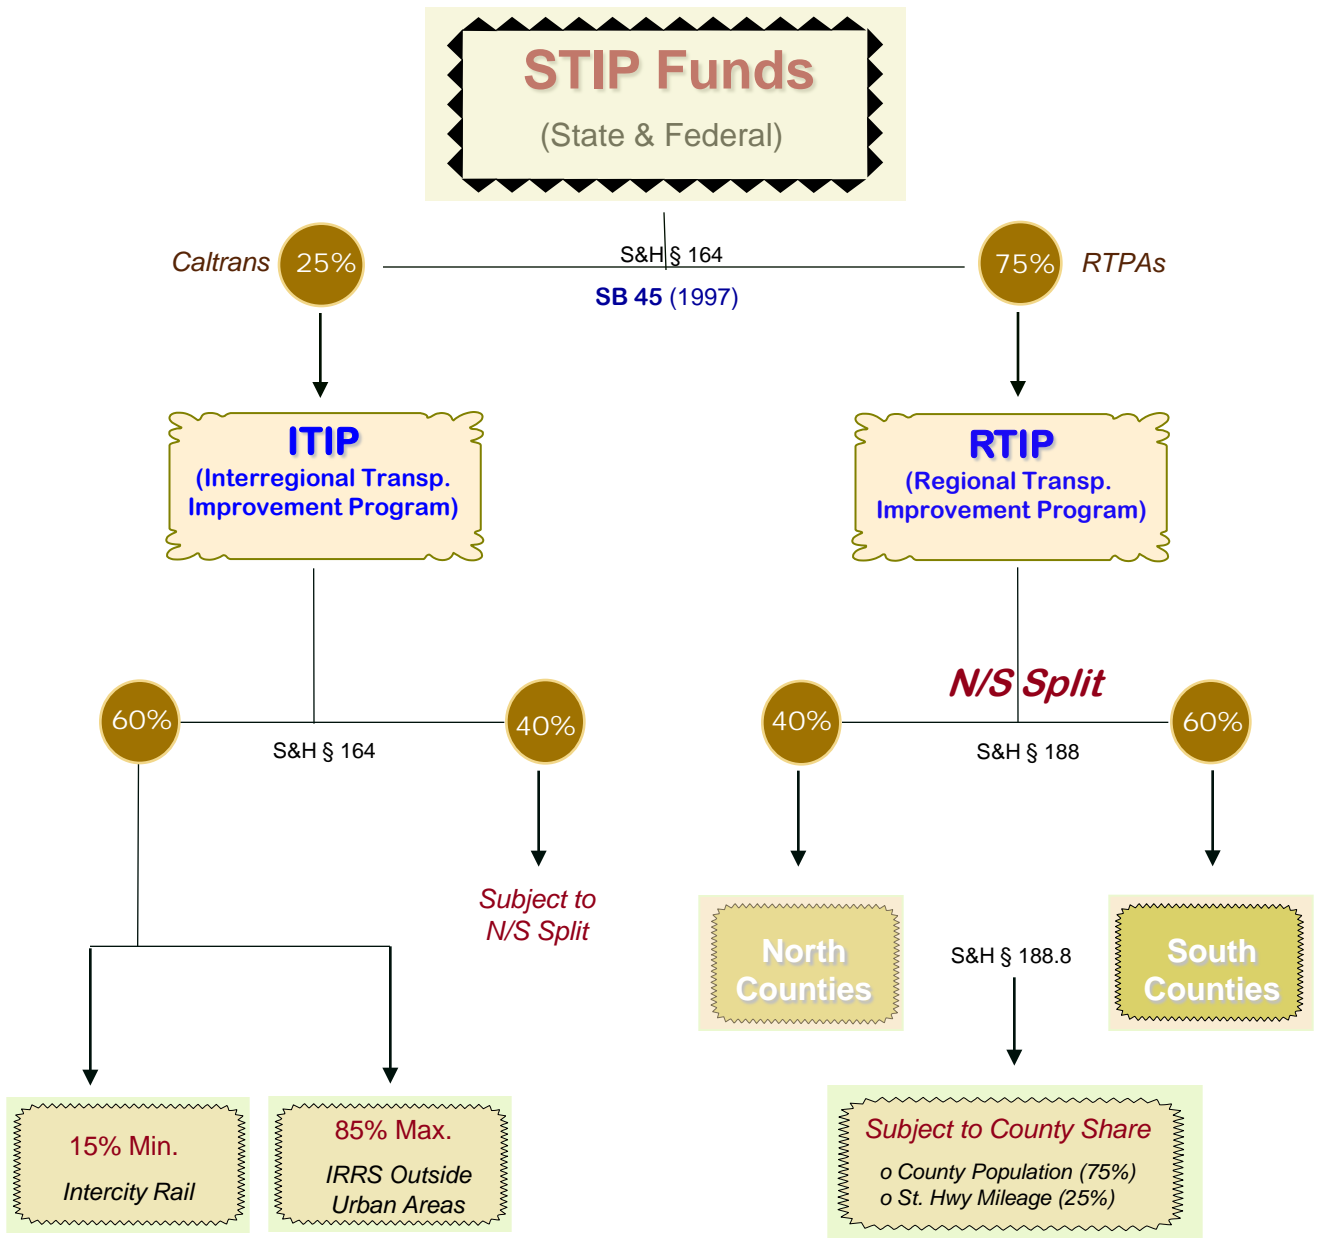 STIP Funds
(State & Federal)
Caltrans
25%
S&H § 164
75%
RTPAs
SB 45 (1997)
ITIP
(Interregional Transp.
Improvement Program)
RTIP
(Regional Transp.
Improvement Program)
N/S Split
60%
40%
40%
60%
S&H § 164
S&H § 188
Subject to
N/S Split
North
Counties
S&H § 188.8
South
Counties
15% Min.
Intercity Rail
85% Max.
IRRS Outside
Urban Areas
Subject to County Share
o County Population (75%)
o St. Hwy Mileage (25%)